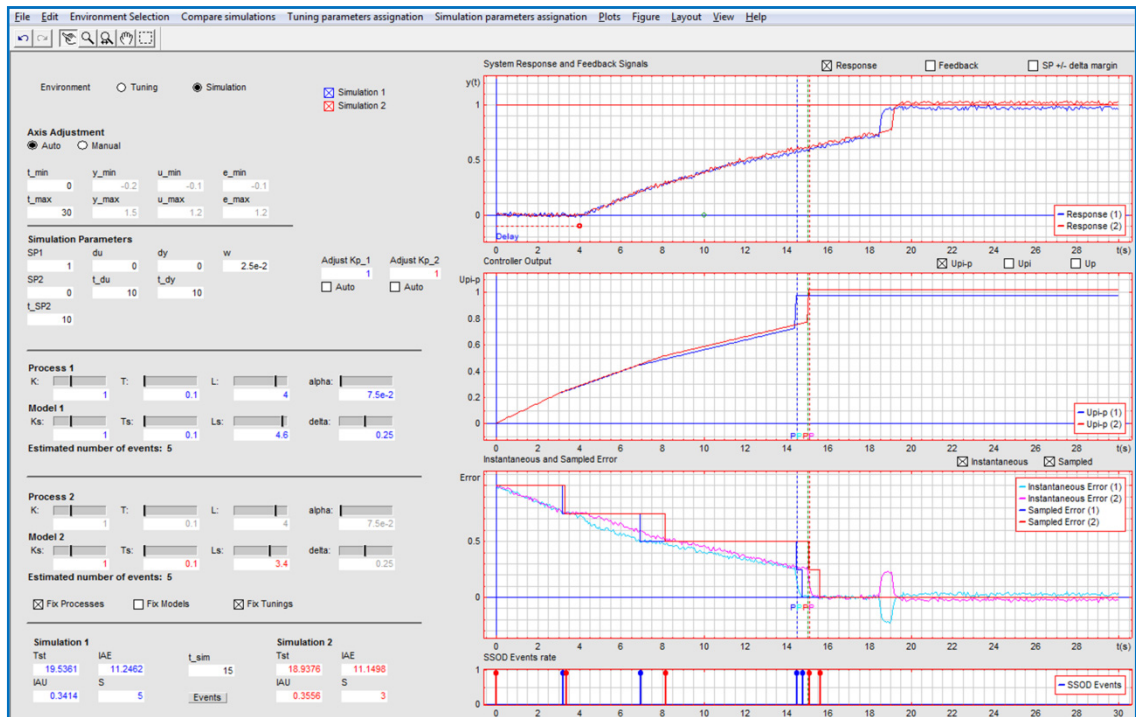 File Edit Environment Selection Compare simulations Tuning parameters assignation Simulation parameters assignation Plots Figure Layout View Help
Environment Tuning Simulation
Simulation 1
Simulation 2
Axis Adjustment
Auto Manual
t_min y_min u_min e_min
0 -0.2 -0.1 -0.1
t_max y_max u_max e_max
30 1.5 1.2 1.2
Simulation Parameters
SP1 du dy w
1 0 0 2.5e-2
SP2 t_du t_dy
0 10 10
t_SP2
10
Adjust Kp_1 Adjust Kp_2
1 1
Auto Auto
Process 1
K: T: L: alpha:
1 0.1 4 7.5e-2
Model 1
Ks: Ts: Ls: delta:
1 0.1 4.6 0.25
Estimated number of events: 5
Process 2
K: T: L: alpha:
1 0.1 4 7.5e-2
Model 2
Ks: Ts: Ls: delta:
1 0.1 3.4 0.25
Estimated number of events: 5
Fix Processes Fix Models Fix Tunings
Simulation 1 Simulation 2
Tst IAE t_sim Tst IAE
19.5361 11.2462 15 18.9376 11.1498
IAU S IAU S
0.3414 5 Events 0.3556 3
System Response and Feedback Signals Response Feedback SP +/- delta margin
y(t)
1
0.5
0
Delay
Response (1)
Response (2)
0 2 4 6 8 10 12 14 16 18 20 22 24 26 28 t(s)
Controller Output Upi-p Upi Up
Upi-p
1
0.8
0.6
0.4
0.2
0
Upi-p (1)
Upi-p (2)
P P P P
0 2 4 6 8 10 12 14 16 18 20 22 24 26 28 t(s)
Instantaneous and Sampled Error Instantaneous Sampled
Error
0.5
0
Instantaneous Error (1)
Instantaneous Error (2)
Sampled Error (1)
Sampled Error (2)
P P P P
0 2 4 6 8 10 12 14 16 18 20 22 24 26 28 t(s)
SSOD Events rate
1
0
SSOD Events
0 2 4 6 8 10 12 14 16 18 20 22 24 26 28 30